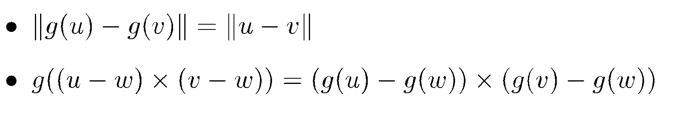 • ‖g(u) − g(v)‖ = ‖u − v‖
• g((u − w) × (v − w)) = (g(u) − g(w)) × (g(v) − g(w))